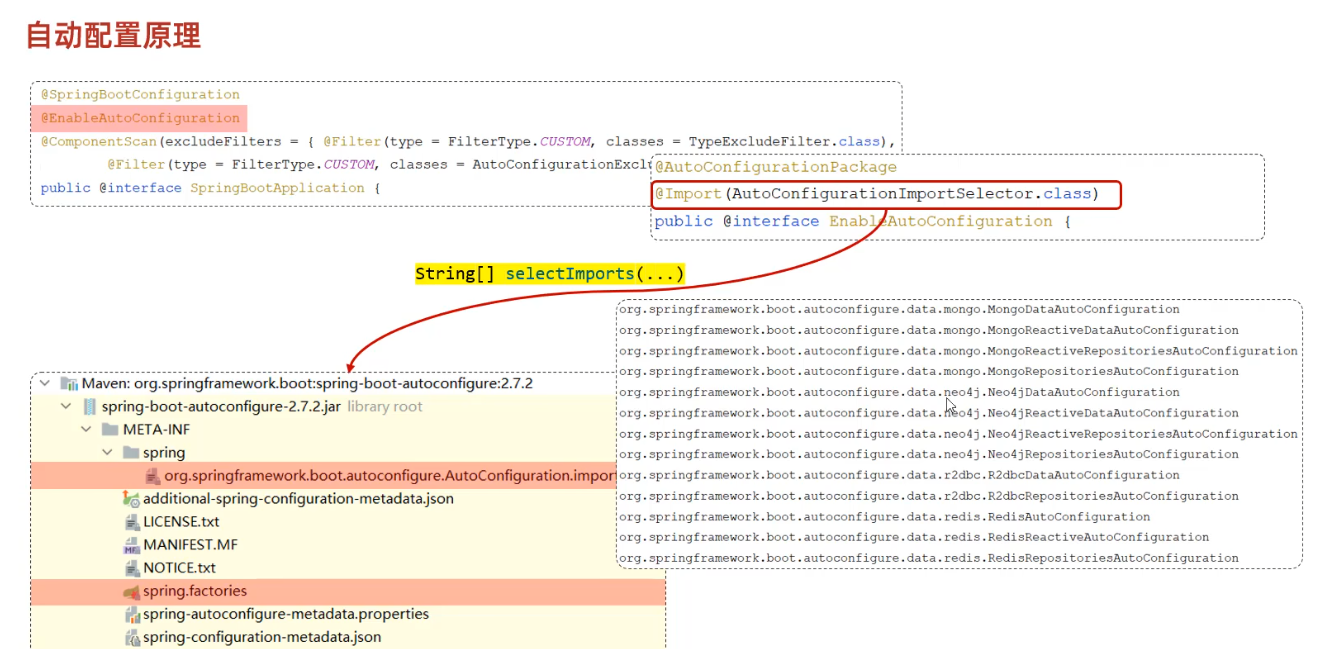 自动配置原理
@SpringBootConfiguration
@EnableAutoConfiguration
@ComponentScan(excludeFilters = { @Filter(type = FilterType.CUSTOM, classes = TypeExcludeFilter.class),
@Filter(type = FilterType.CUSTOM, classes = AutoConfigurationExcl
public @interface SpringBootApplication {
@AutoConfigurationPackage
@Import(AutoConfigurationImportSelector.class)
public @interface EnableAutoConfiguration {
String[] selectImports(...)
Maven: org.springframework.boot:spring-boot-autoconfigure:2.7.2
spring-boot-autoconfigure-2.7.2.jar library root
META-INF
spring
org.springframework.boot.autoconfigure.AutoConfiguration.impor
additional-spring-configuration-metadata.json
LICENSE.txt
MANIFEST.MF
NOTICE.txt
spring.factories
spring-autoconfigure-metadata.properties
spring-configuration-metadata.json
org.springframework.boot.autoconfigure.data.mongo.MongoDataAutoConfiguration
org.springframework.boot.autoconfigure.data.mongo.MongoReactiveDataAutoConfiguration
org.springframework.boot.autoconfigure.data.mongo.MongoReactiveRepositoriesAutoConfiguration
org.springframework.boot.autoconfigure.data.mongo.MongoRepositoriesAutoConfiguration
org.springframework.boot.autoconfigure.data.neo4j.Neo4jDataAutoConfiguration
org.springframework.boot.autoconfigure.data.neo4j.Neo4jReactiveDataAutoConfiguration
org.springframework.boot.autoconfigure.data.neo4j.Neo4jReactiveRepositoriesAutoConfiguration
org.springframework.boot.autoconfigure.data.neo4j.Neo4jRepositoriesAutoConfiguration
org.springframework.boot.autoconfigure.data.r2dbc.R2dbcDataAutoConfiguration
org.springframework.boot.autoconfigure.data.r2dbc.R2dbcRepositoriesAutoConfiguration
org.springframework.boot.autoconfigure.data.redis.RedisAutoConfiguration
org.springframework.boot.autoconfigure.data.redis.RedisReactiveAutoConfiguration
org.springframework.boot.autoconfigure.data.redis.RedisRepositoriesAutoConfiguration